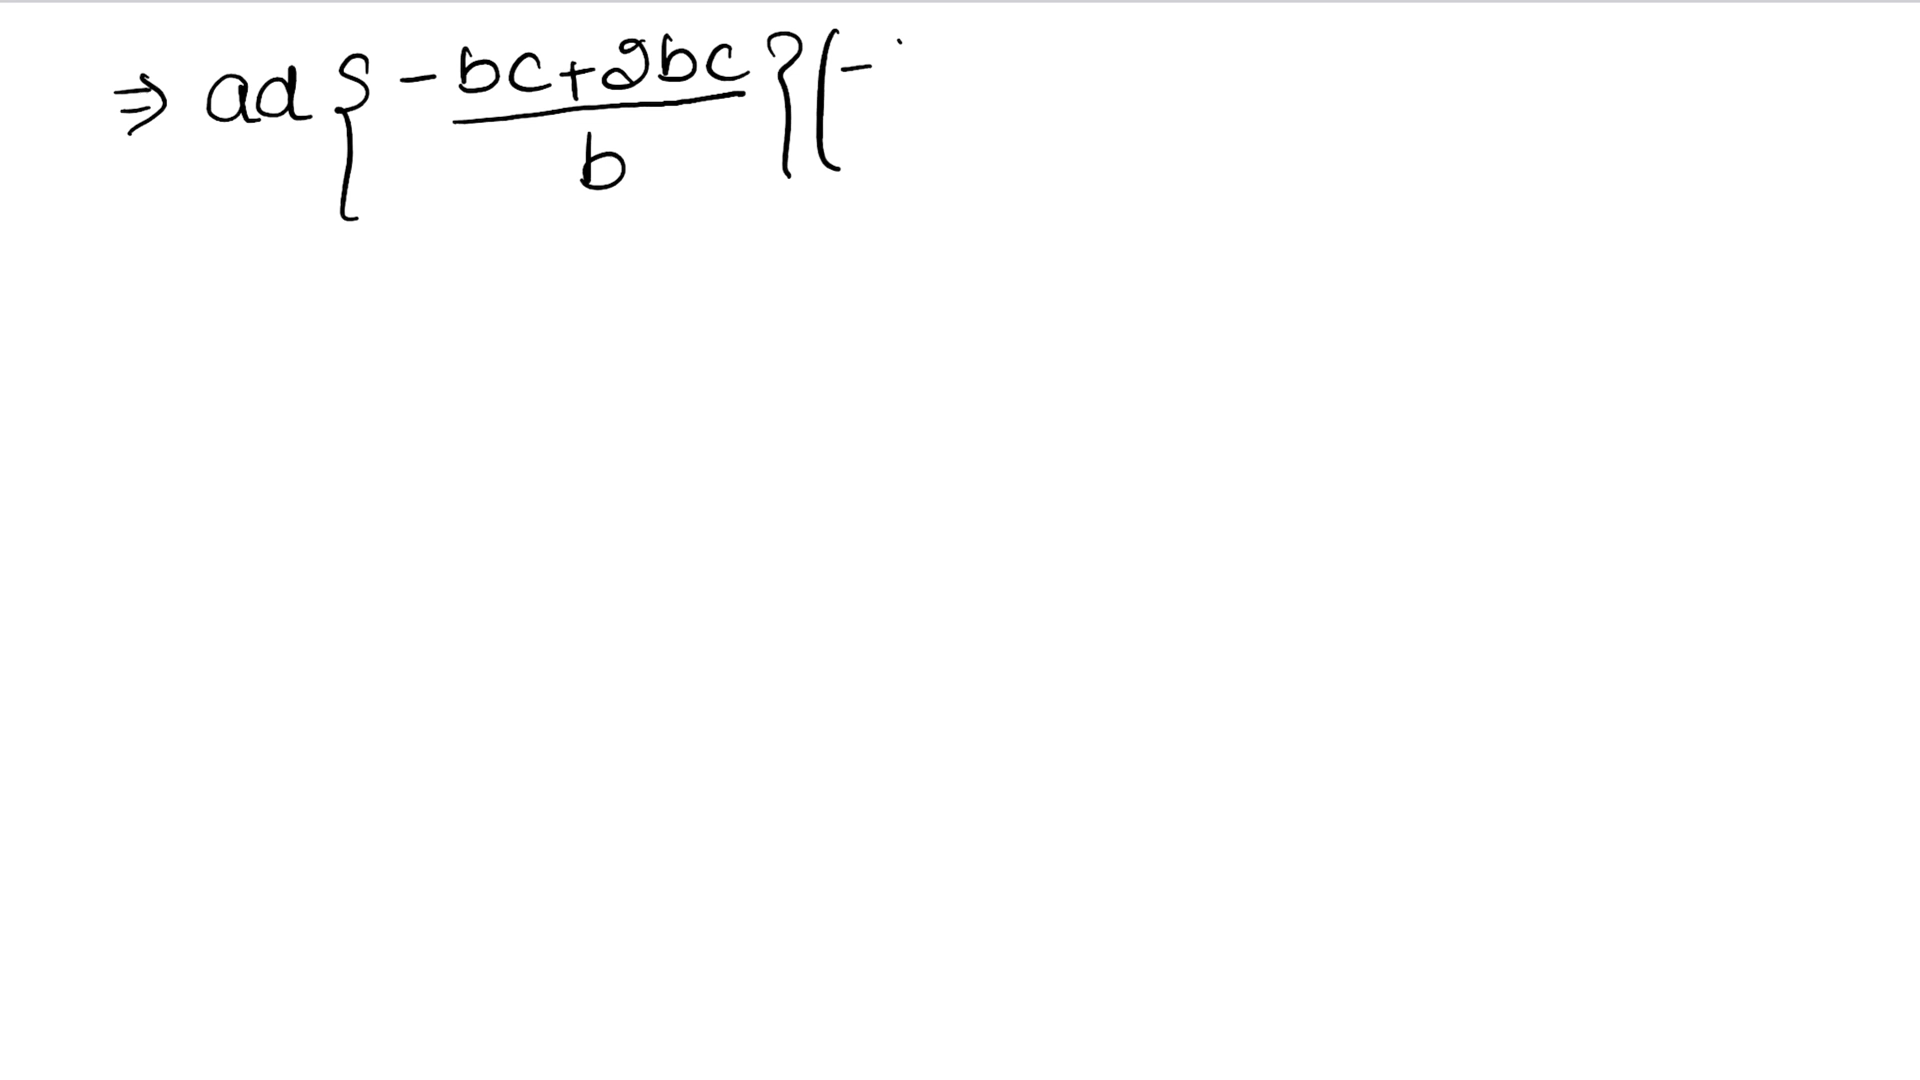 ⇒ ad { -bc+2bc / b } ( -